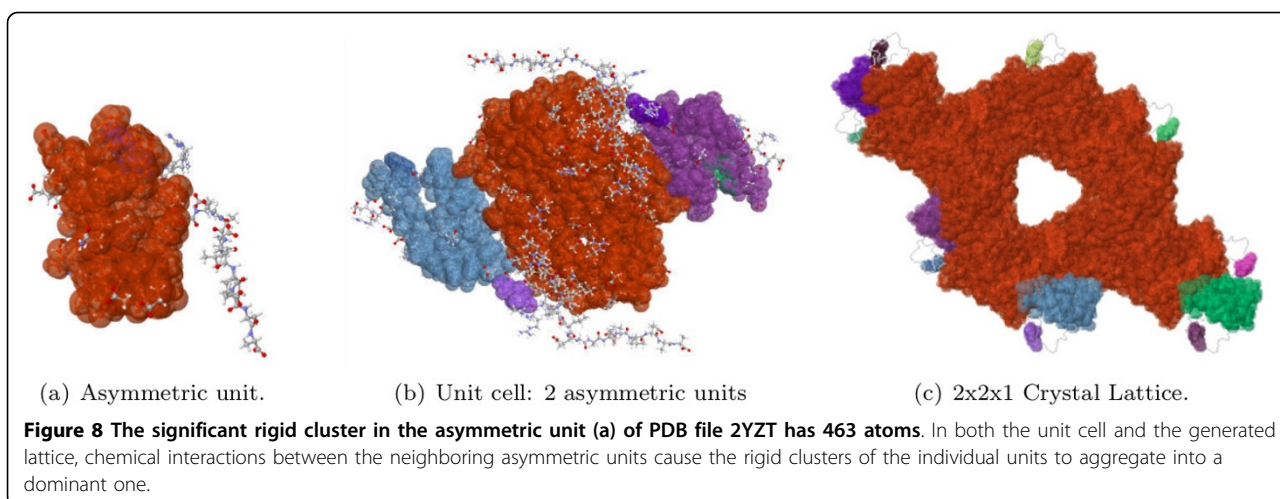 (a) Asymmetric unit.
(b) Unit cell: 2 asymmetric units
(c) 2x2x1 Crystal Lattice.
Figure 8 The significant rigid cluster in the asymmetric unit (a) of PDB file 2YZT has 463 atoms. In both the unit cell and the generated
lattice, chemical interactions between the neighboring asymmetric units cause the rigid clusters of the individual units to aggregate into a
dominant one.